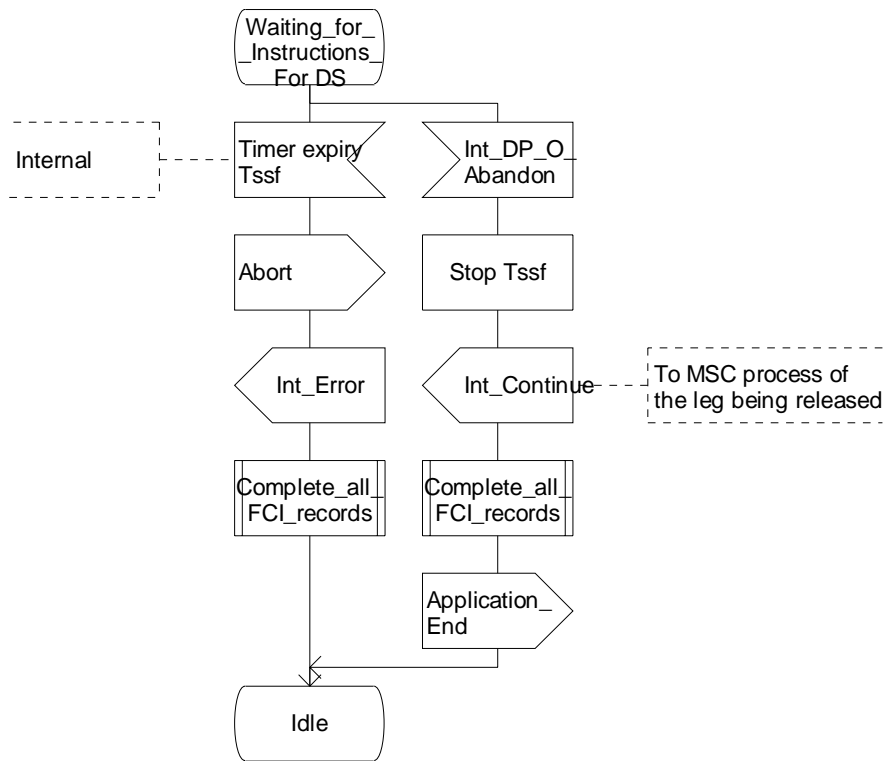 Waiting_for_
_Instructions_
For DS
Internal
Timer expiry
Tssf
Int_DP_O_
Abandon
Abort
Stop Tssf
Int_Error
Int_Continue
To MSC process of
the leg being released
Complete_all_
FCI_records
Complete_all_
FCI_records
Application_
End
Idle